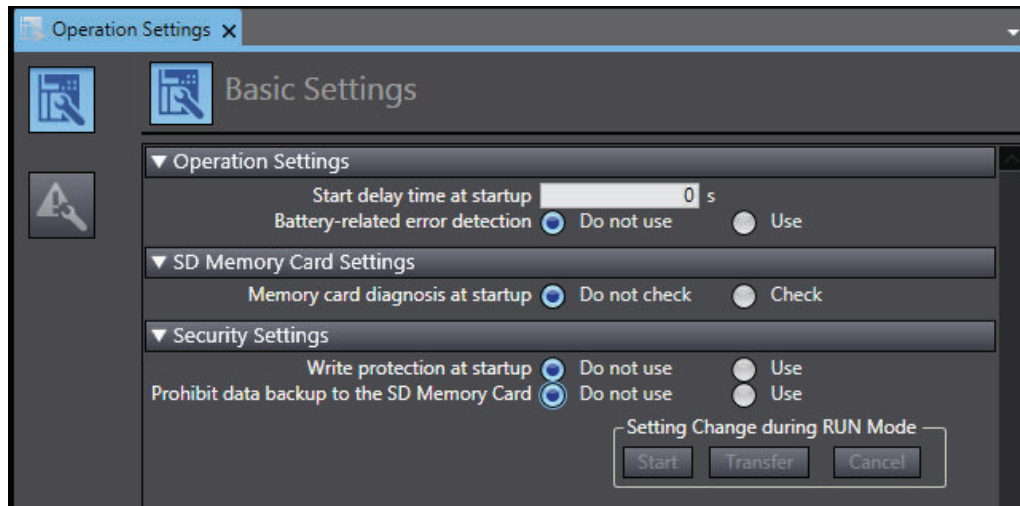 Operation Settings X
Basic Settings
▼ Operation Settings
Start delay time at startup 0 s
Battery-related error detection Do not use Use
▼ SD Memory Card Settings
Memory card diagnosis at startup Do not check Check
▼ Security Settings
Write protection at startup Do not use Use
Prohibit data backup to the SD Memory Card Do not use Use
Setting Change during RUN Mode
Start Transfer Cancel